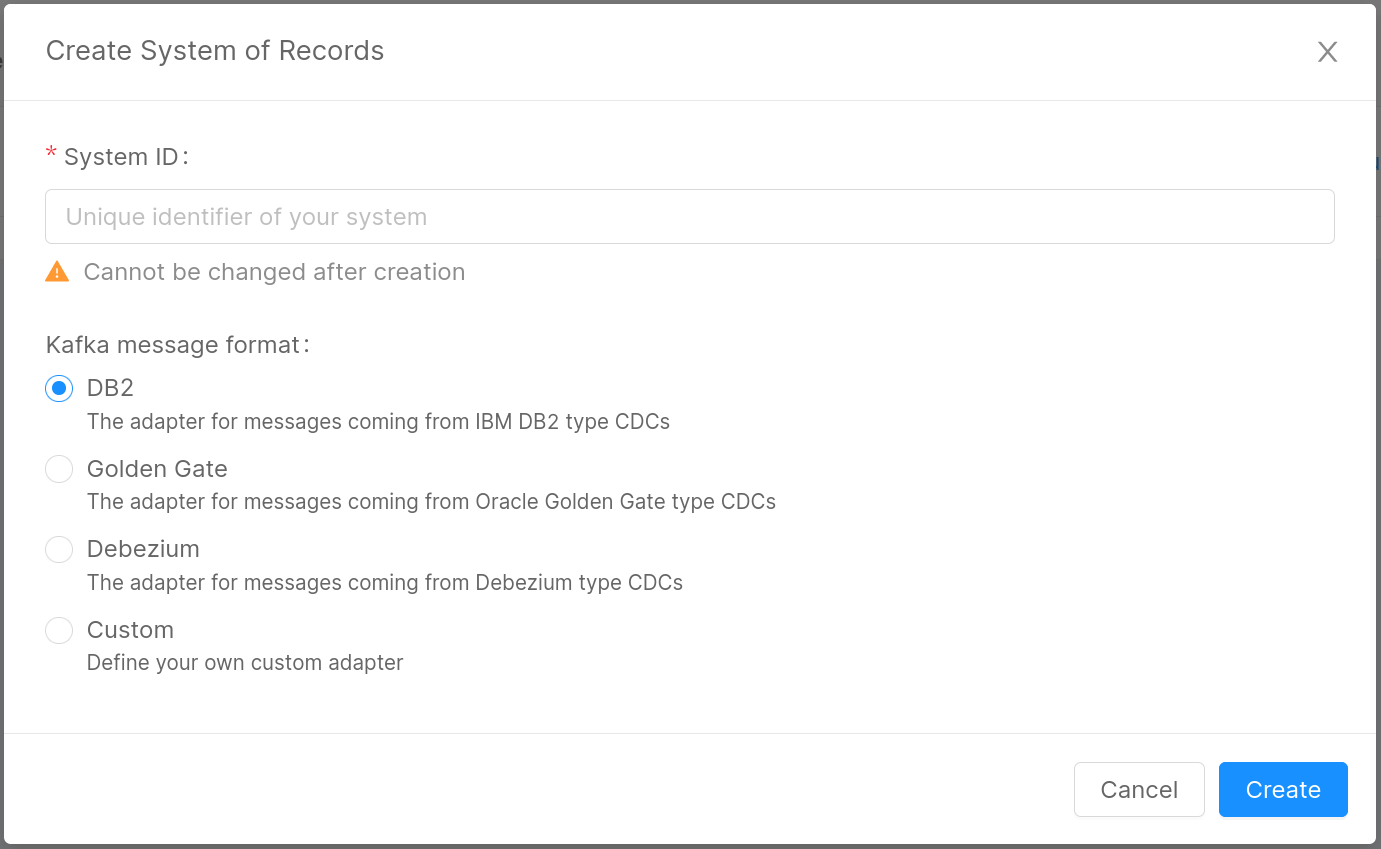 Create System of Records
* System ID:
Unique identifier of your system
Cannot be changed after creation
Kafka message format:
DB2
The adapter for messages coming from IBM DB2 type CDCs
Golden Gate
The adapter for messages coming from Oracle Golden Gate type CDCs
Debezium
The adapter for messages coming from Debezium type CDCs
Custom
Define your own custom adapter
Cancel
Create